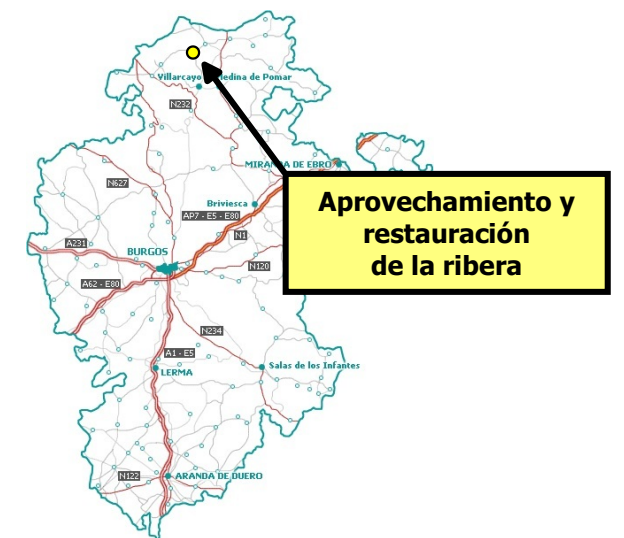 Villarcayo
edina de Pomar
N232
MIRANDA DE EBRO
N627
Briviesca
AP7 - E5 - E80
Aprovechamiento y
restauración
de la ribera
N1
A231
BURGOS
N120
A62 - E80
N234
A1 - E5
Salas de los Infantes
LERMA
N122
ARANDA DE DUERO